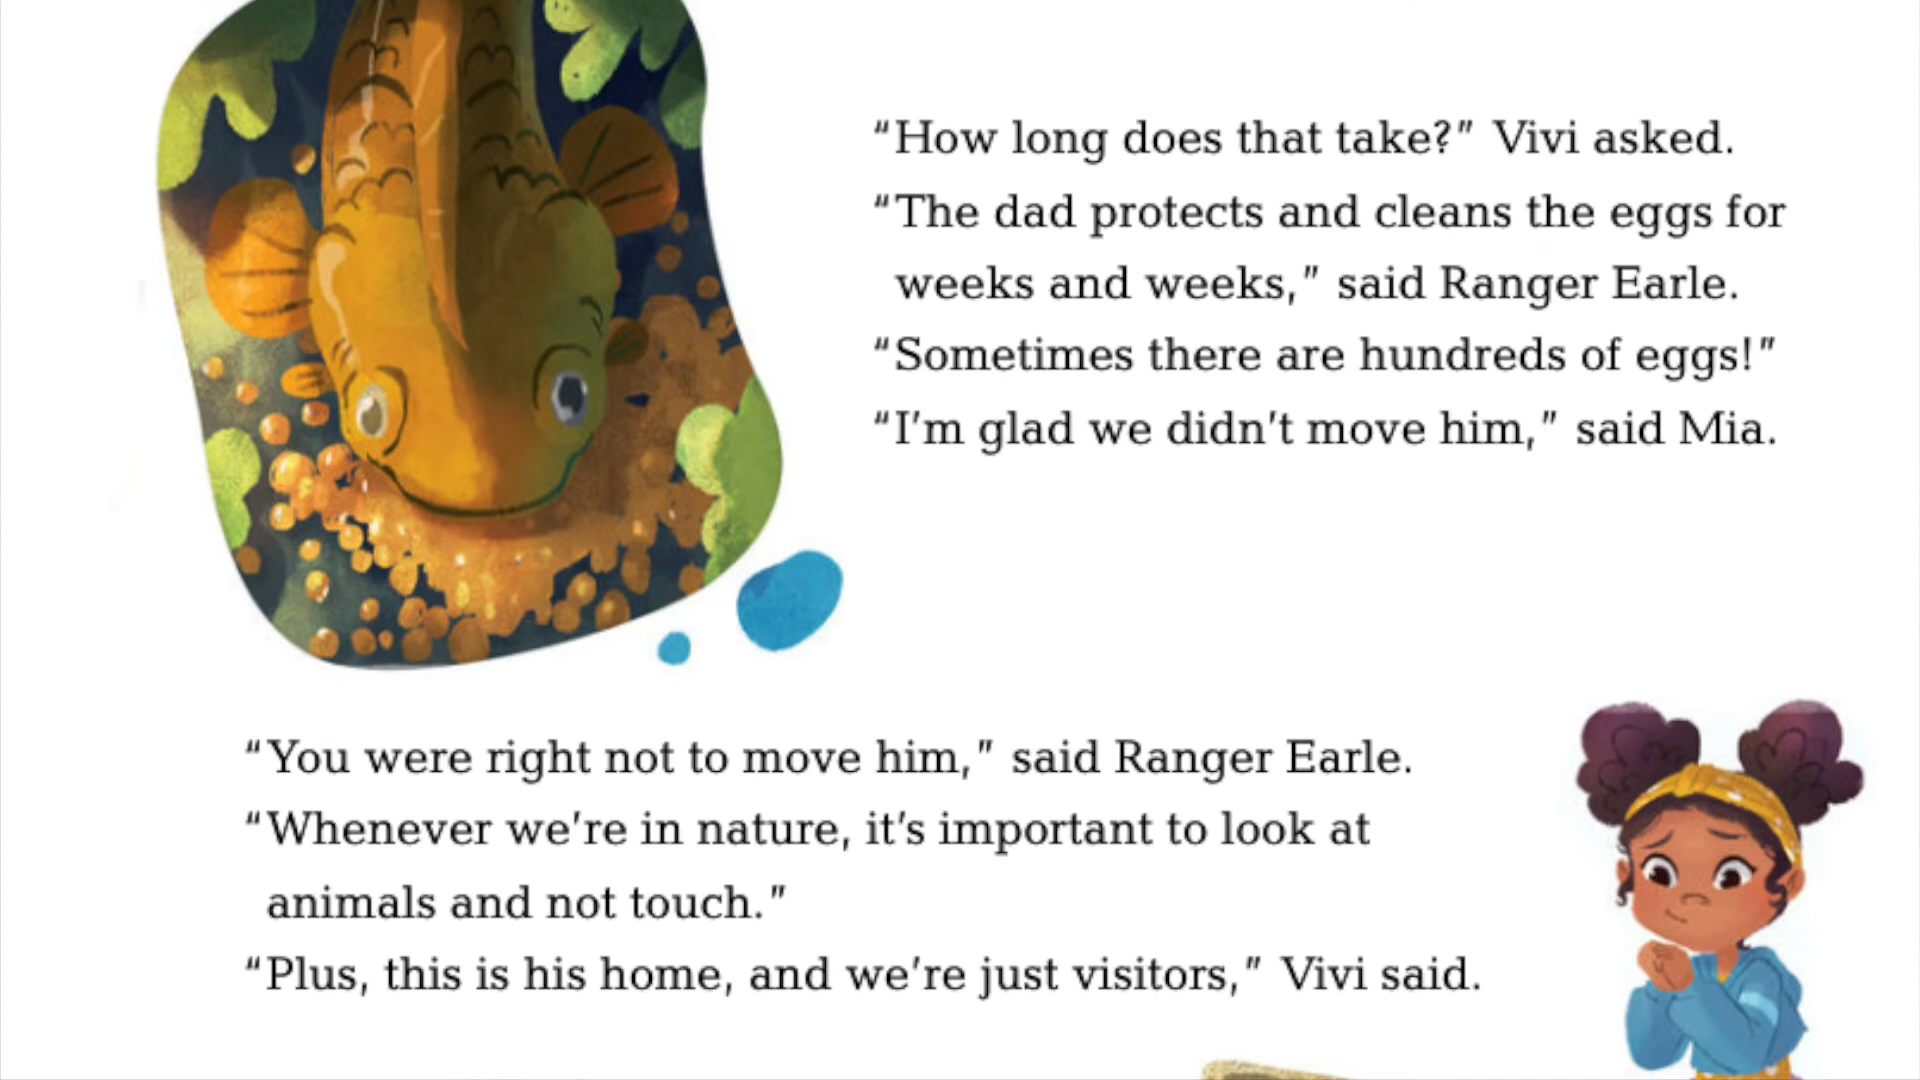 “How long does that take?” Vivi asked.
“The dad protects and cleans the eggs for
weeks and weeks,” said Ranger Earle.
“Sometimes there are hundreds of eggs!”
“I’m glad we didn’t move him,” said Mia.
“You were right not to move him,” said Ranger Earle.
“Whenever we’re in nature, it’s important to look at
animals and not touch.”
“Plus, this is his home, and we’re just visitors,” Vivi said.